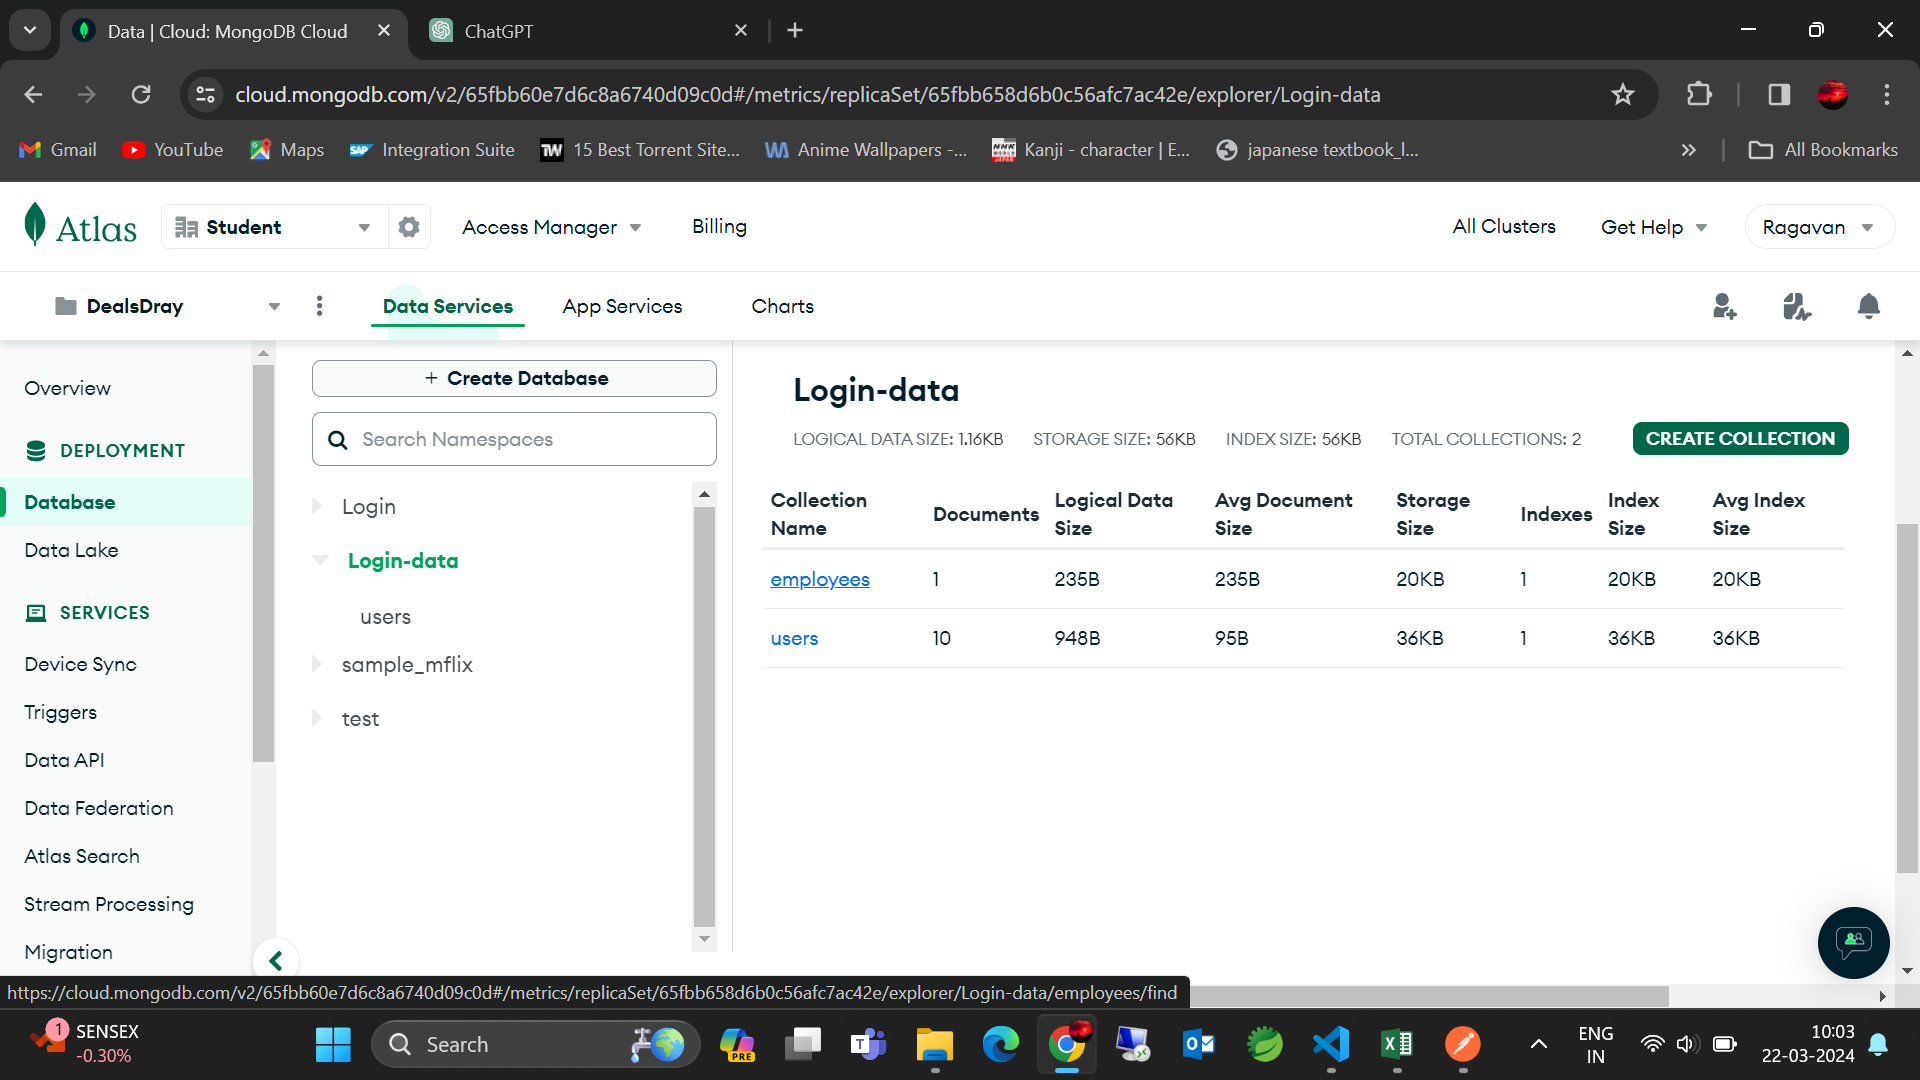 Data | Cloud: MongoDB Cloud
ChatGPT
cloud.mongodb.com/v2/65fbb60e7d6c8a6740d09c0d#/metrics/replicaSet/65fbb658d6b0c56afc7ac42e/explorer/Login-data
Gmail YouTube Maps SAP Integration Suite TW 15 Best Torrent Site... Anime Wallpapers -... NHK WORLD JAPAN Kanji - character | E... japanese textbook_l... All Bookmarks
Atlas Student Access Manager Billing All Clusters Get Help Ragavan
DealsDray Data Services App Services Charts
Overview
DEPLOYMENT
Database
Data Lake
SERVICES
Device Sync
Triggers
Data API
Data Federation
Atlas Search
Stream Processing
Migration
+ Create Database
Search Namespaces
Login
Login-data
users
sample_mflix
test
Login-data
LOGICAL DATA SIZE: 1.16KB STORAGE SIZE: 56KB INDEX SIZE: 56KB TOTAL COLLECTIONS: 2 CREATE COLLECTION
Collection Name Documents Logical Data Size Avg Document Size Storage Size Indexes Index Size Avg Index Size
employees 1 235B 235B 20KB 1 20KB 20KB
users 10 948B 95B 36KB 1 36KB 36KB
https://cloud.mongodb.com/v2/65fbb60e7d6c8a6740d09c0d#/metrics/replicaSet/65fbb658d6b0c56afc7ac42e/explorer/Login-data/employees/find
1 SENSEX
-0.30%
Search
PRE
ENG
IN
10:03
22-03-2024